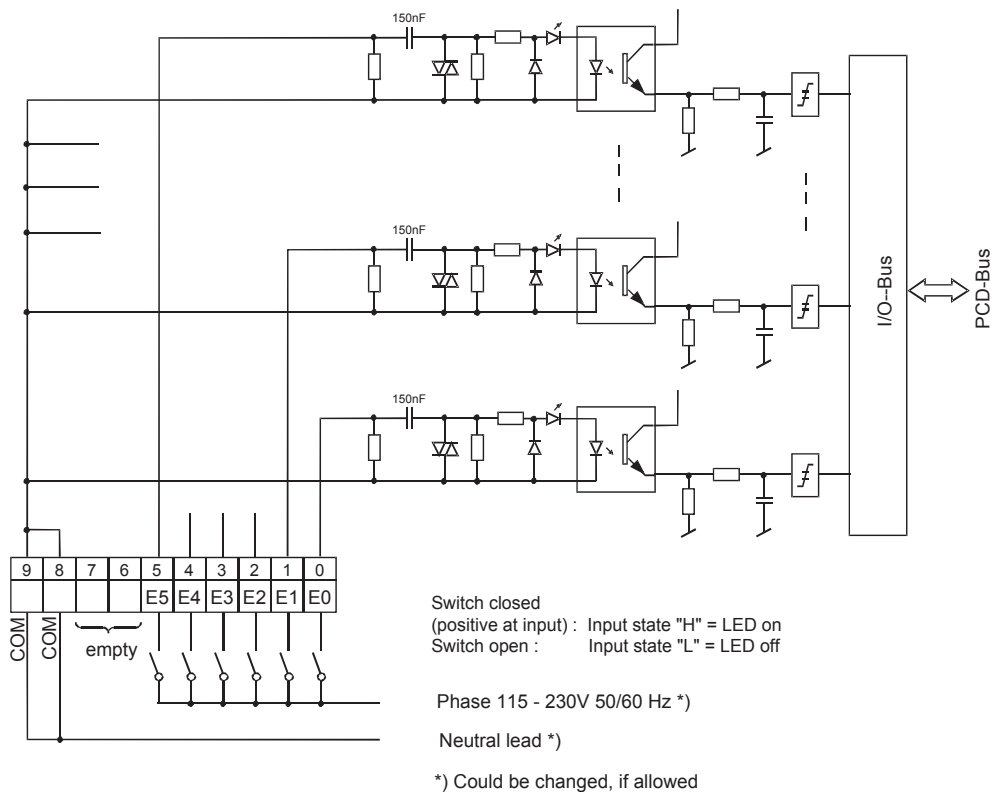 150nF
150nF
150nF
I/O--Bus
PCD-Bus
9 8 7 6 5 4 3 2 1 0
E5 E4 E3 E2 E1 E0
COM
COM
empty
Switch closed
(positive at input) : Input state "H" = LED on
Switch open : Input state "L" = LED off
Phase 115 - 230V 50/60 Hz *)
Neutral lead *)
*) Could be changed, if allowed